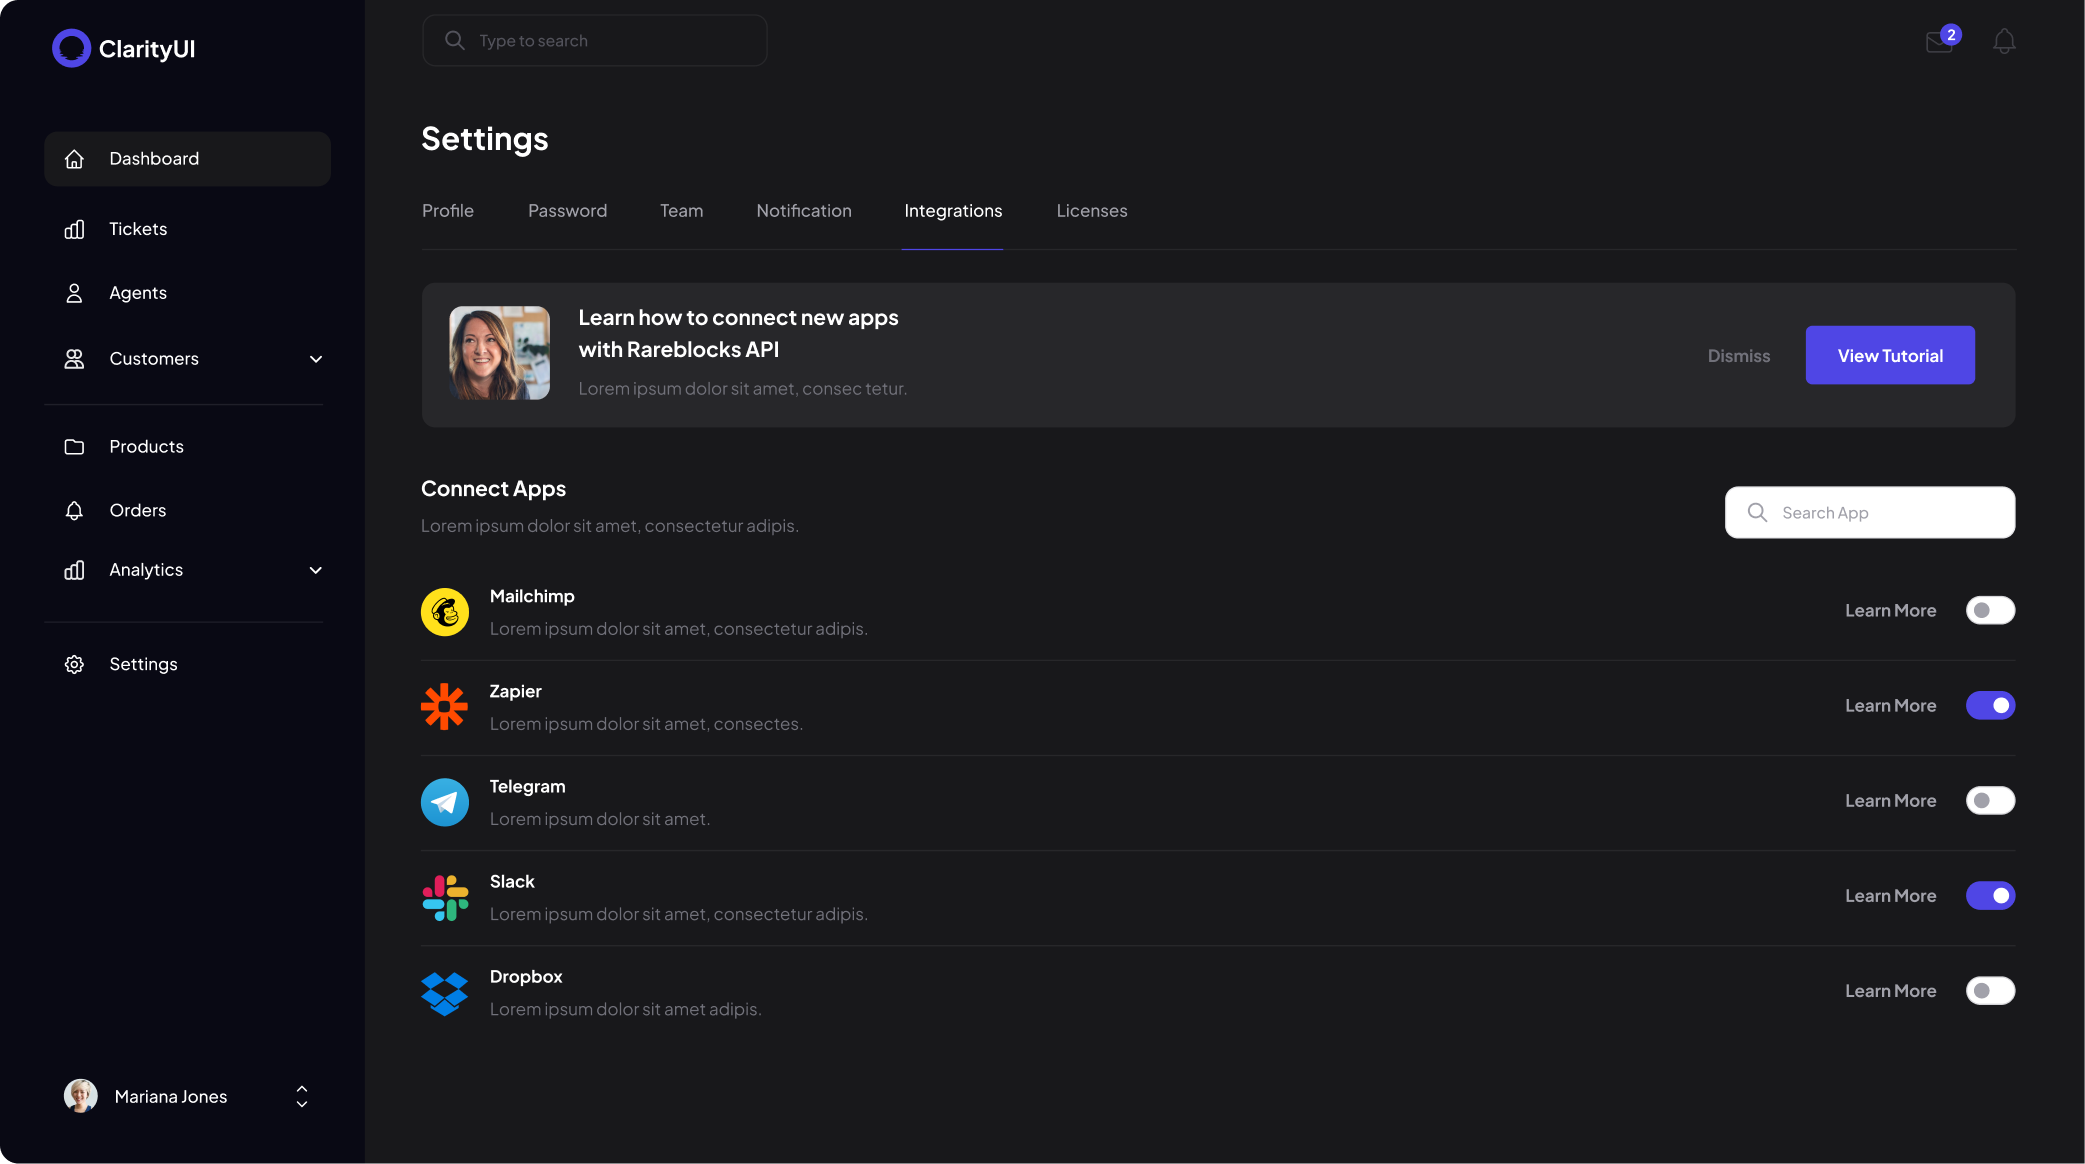 ClarityUI
Dashboard
Tickets
Agents
Customers
Products
Orders
Analytics
Settings
Mariana Jones
Type to search
2
Settings
Profile
Password
Team
Notification
Integrations
Licenses
Learn how to connect new apps
with Rareblocks API
Lorem ipsum dolor sit amet, consec tetur.
Dismiss
View Tutorial
Connect Apps
Lorem ipsum dolor sit amet, consectetur adipis.
Search App
Mailchimp
Lorem ipsum dolor sit amet, consectetur adipis.
Learn More
Zapier
Lorem ipsum dolor sit amet, consectes.
Learn More
Telegram
Lorem ipsum dolor sit amet.
Learn More
Slack
Lorem ipsum dolor sit amet, consectetur adipis.
Learn More
Dropbox
Lorem ipsum dolor sit amet adipis.
Learn More